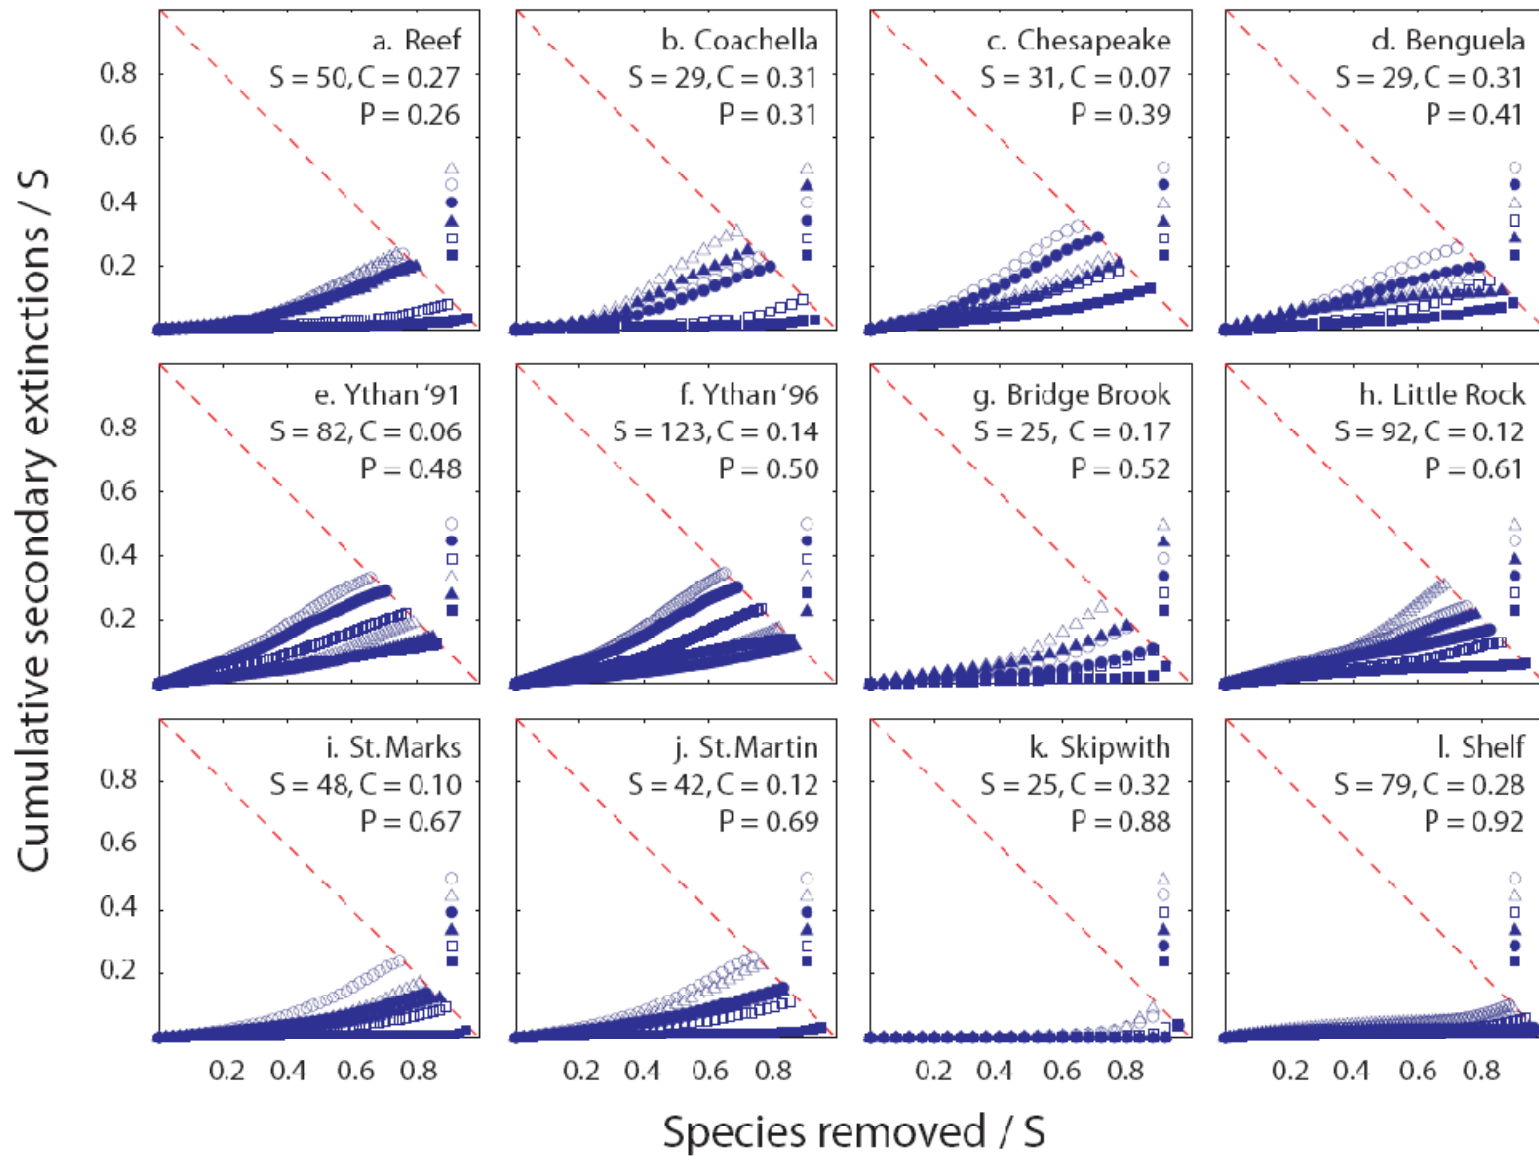 Cumulative secondary extinctions / S
a. Reef
S = 50, C = 0.27
P = 0.26
b. Coachella
S = 29, C = 0.31
P = 0.31
c. Chesapeake
S = 31, C = 0.07
P = 0.39
d. Benguela
S = 29, C = 0.31
P = 0.41
0.8
0.6
0.4
0.2
e. Ythan '91
S = 82, C = 0.06
P = 0.48
f. Ythan '96
S = 123, C = 0.14
P = 0.50
g. Bridge Brook
S = 25, C = 0.17
P = 0.52
h. Little Rock
S = 92, C = 0.12
P = 0.61
0.8
0.6
0.4
0.2
i. St. Marks
S = 48, C = 0.10
P = 0.67
j. St. Martin
S = 42, C = 0.12
P = 0.69
k. Skipwith
S = 25, C = 0.32
P = 0.88
l. Shelf
S = 79, C = 0.28
P = 0.92
0.8
0.6
0.4
0.2
0.2 0.4 0.6 0.8
0.2 0.4 0.6 0.8
0.2 0.4 0.6 0.8
0.2 0.4 0.6 0.8
Species removed / S